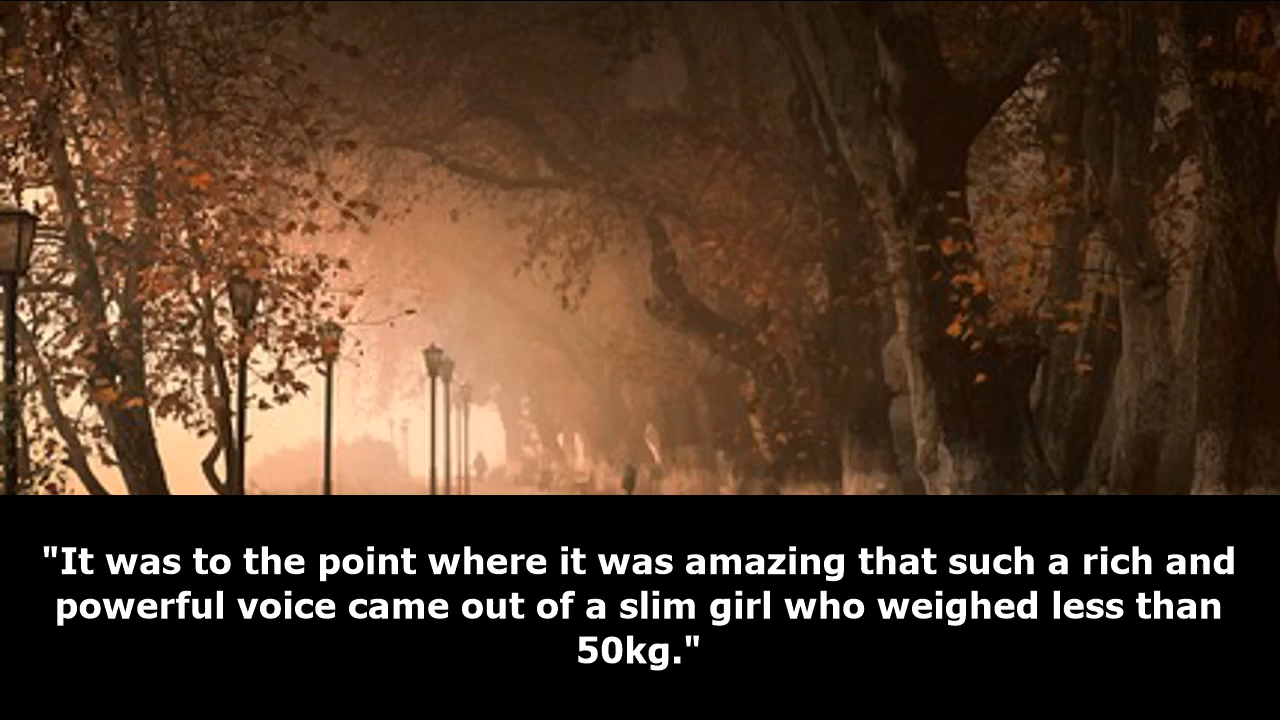 "It was to the point where it was amazing that such a rich and
powerful voice came out of a slim girl who weighed less than
50kg."